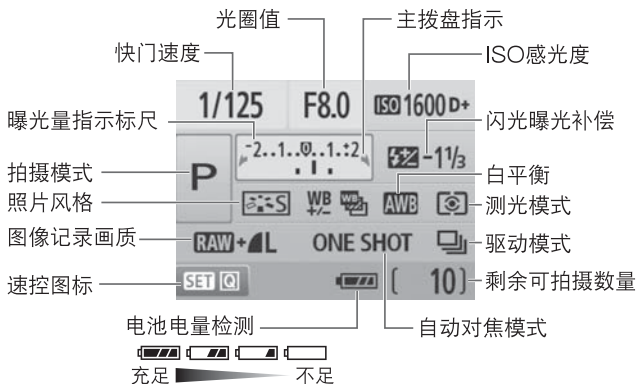 光圈值
主拨盘指示
快门速度
ISO感光度
1/125 F8.0 ISO 1600 D+
曝光量指示标尺
闪光曝光补偿
-2..1..0..1.:2
-1 1/3
拍摄模式
P
白平衡
照片风格
S WB +/- WB AWB
测光模式
图像记录画质
RAW + L ONE SHOT
驱动模式
速控图标
SET Q
[ 10]
剩余可拍摄数量
电池电量检测
自动对焦模式
充足 不足